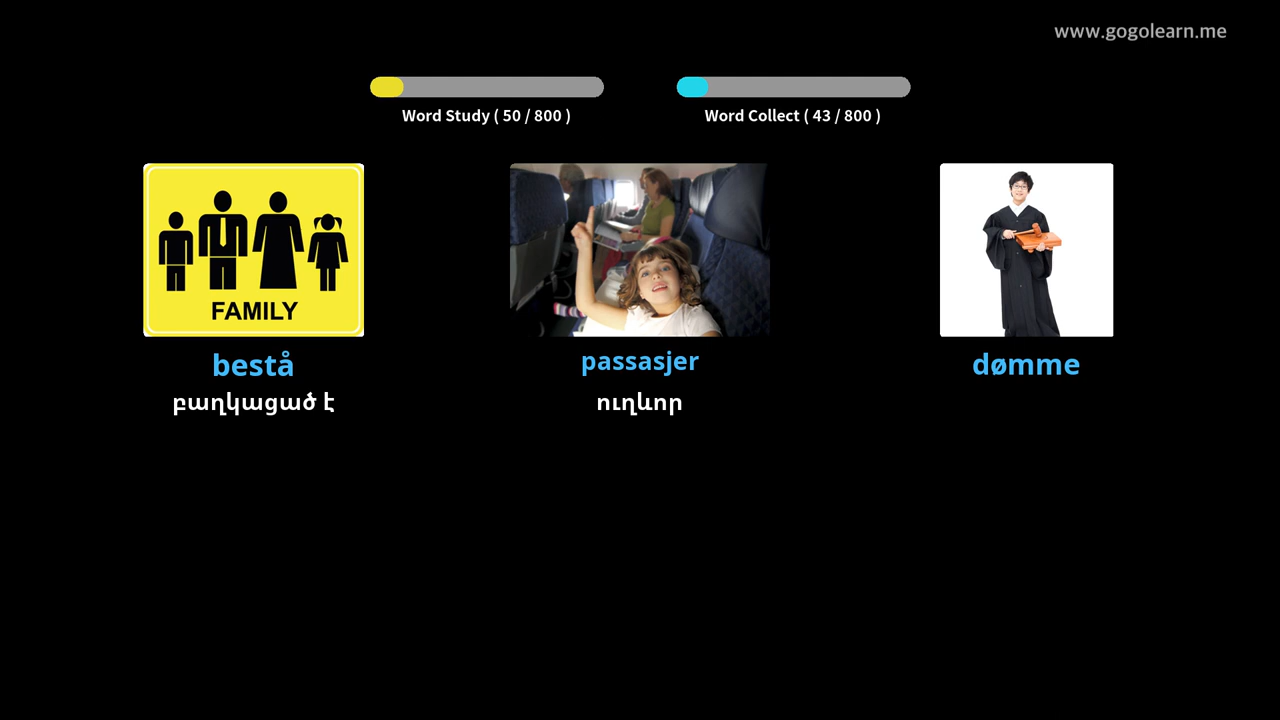 www.gogolearn.me
Word Study ( 50 / 800 )
Word Collect ( 43 / 800 )
FAMILY
bestå
passasjer
dømme
բաղկացած է
ուղևոր